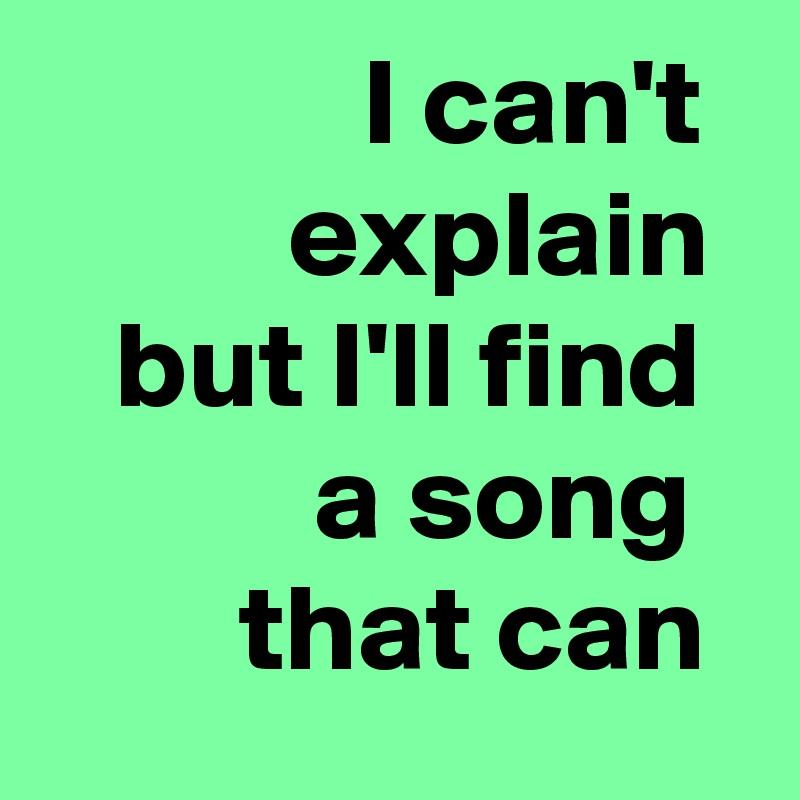 I can't
explain
but I'll find
a song
that can